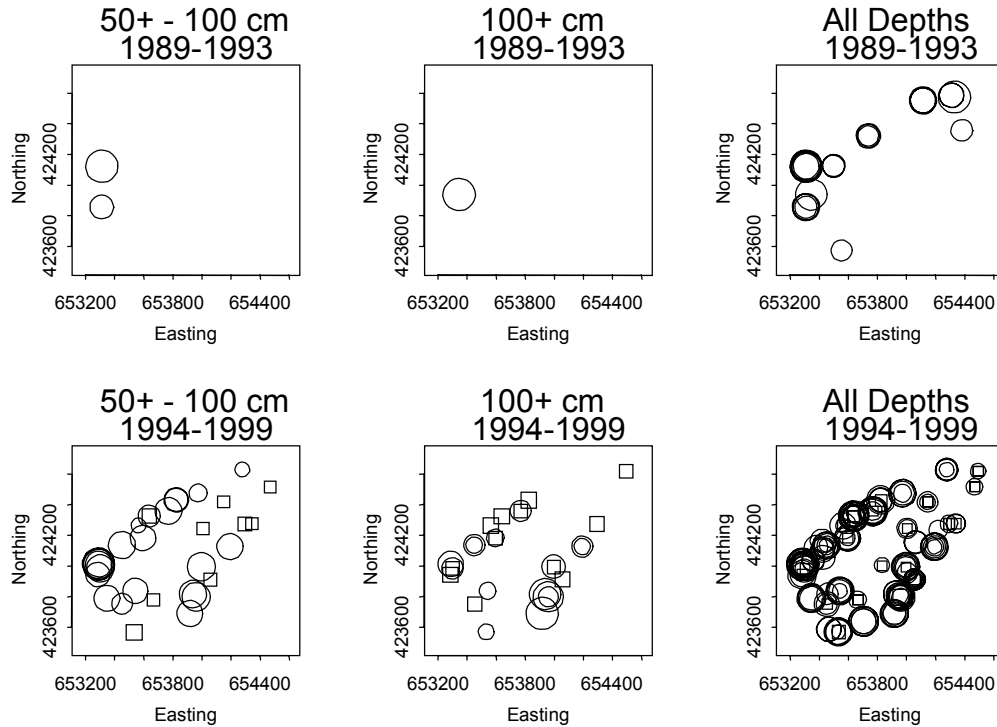 50+ - 100 cm
1989-1993
100+ cm
1989-1993
All Depths
1989-1993
Northing
423600 424200
653200 653800 654400
Easting
Northing
423600 424200
653200 653800 654400
Easting
Northing
423600 424200
653200 653800 654400
Easting
50+ - 100 cm
1994-1999
100+ cm
1994-1999
All Depths
1994-1999
Northing
423600 424200
653200 653800 654400
Easting
Northing
423600 424200
653200 653800 654400
Easting
Northing
423600 424200
653200 653800 654400
Easting